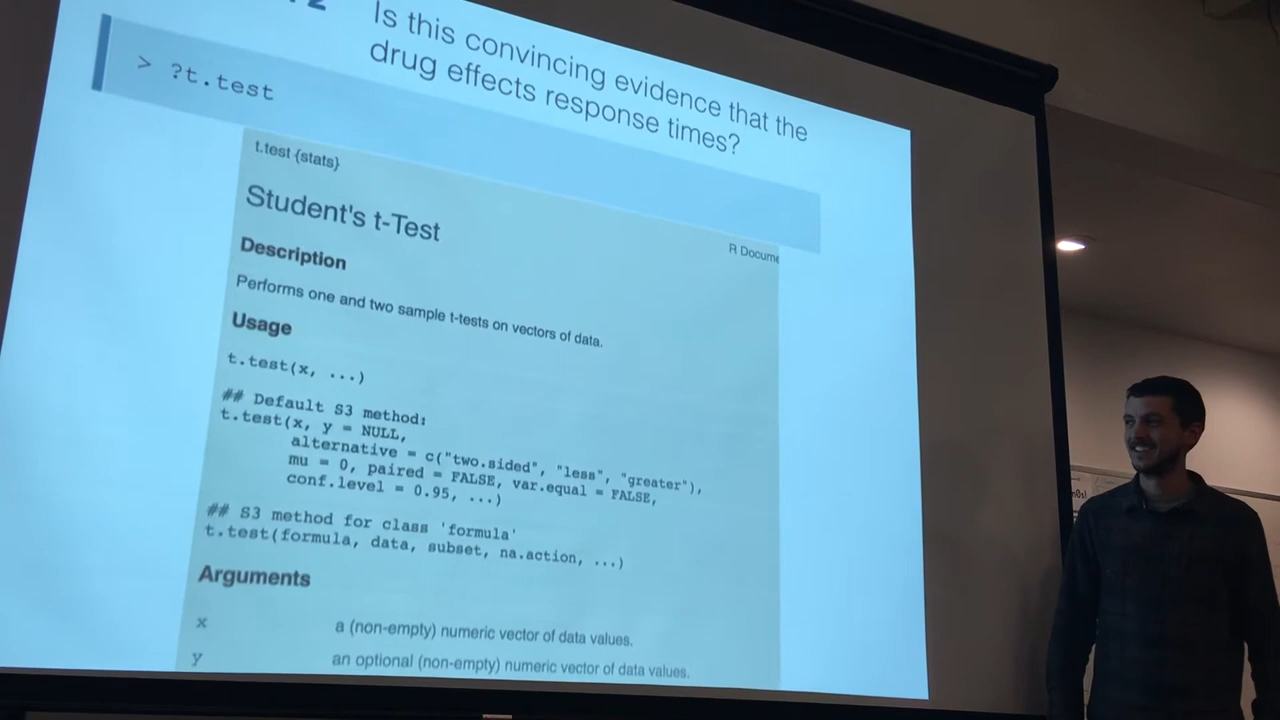 Is this convincing evidence that the
drug effects response times?
> ?t.test
t.test {stats}
R Docume
Student's t-Test
Description
Performs one and two sample t-tests on vectors of data.
Usage
t.test(x, ...)
## Default S3 method:
t.test(x, y = NULL,
alternative = c("two.sided", "less", "greater"),
mu = 0, paired = FALSE, var.equal = FALSE,
conf.level = 0.95, ...)
## S3 method for class 'formula'
t.test(formula, data, subset, na.action, ...)
Arguments
x a (non-empty) numeric vector of data values.
y an optional (non-empty) numeric vector of data values.